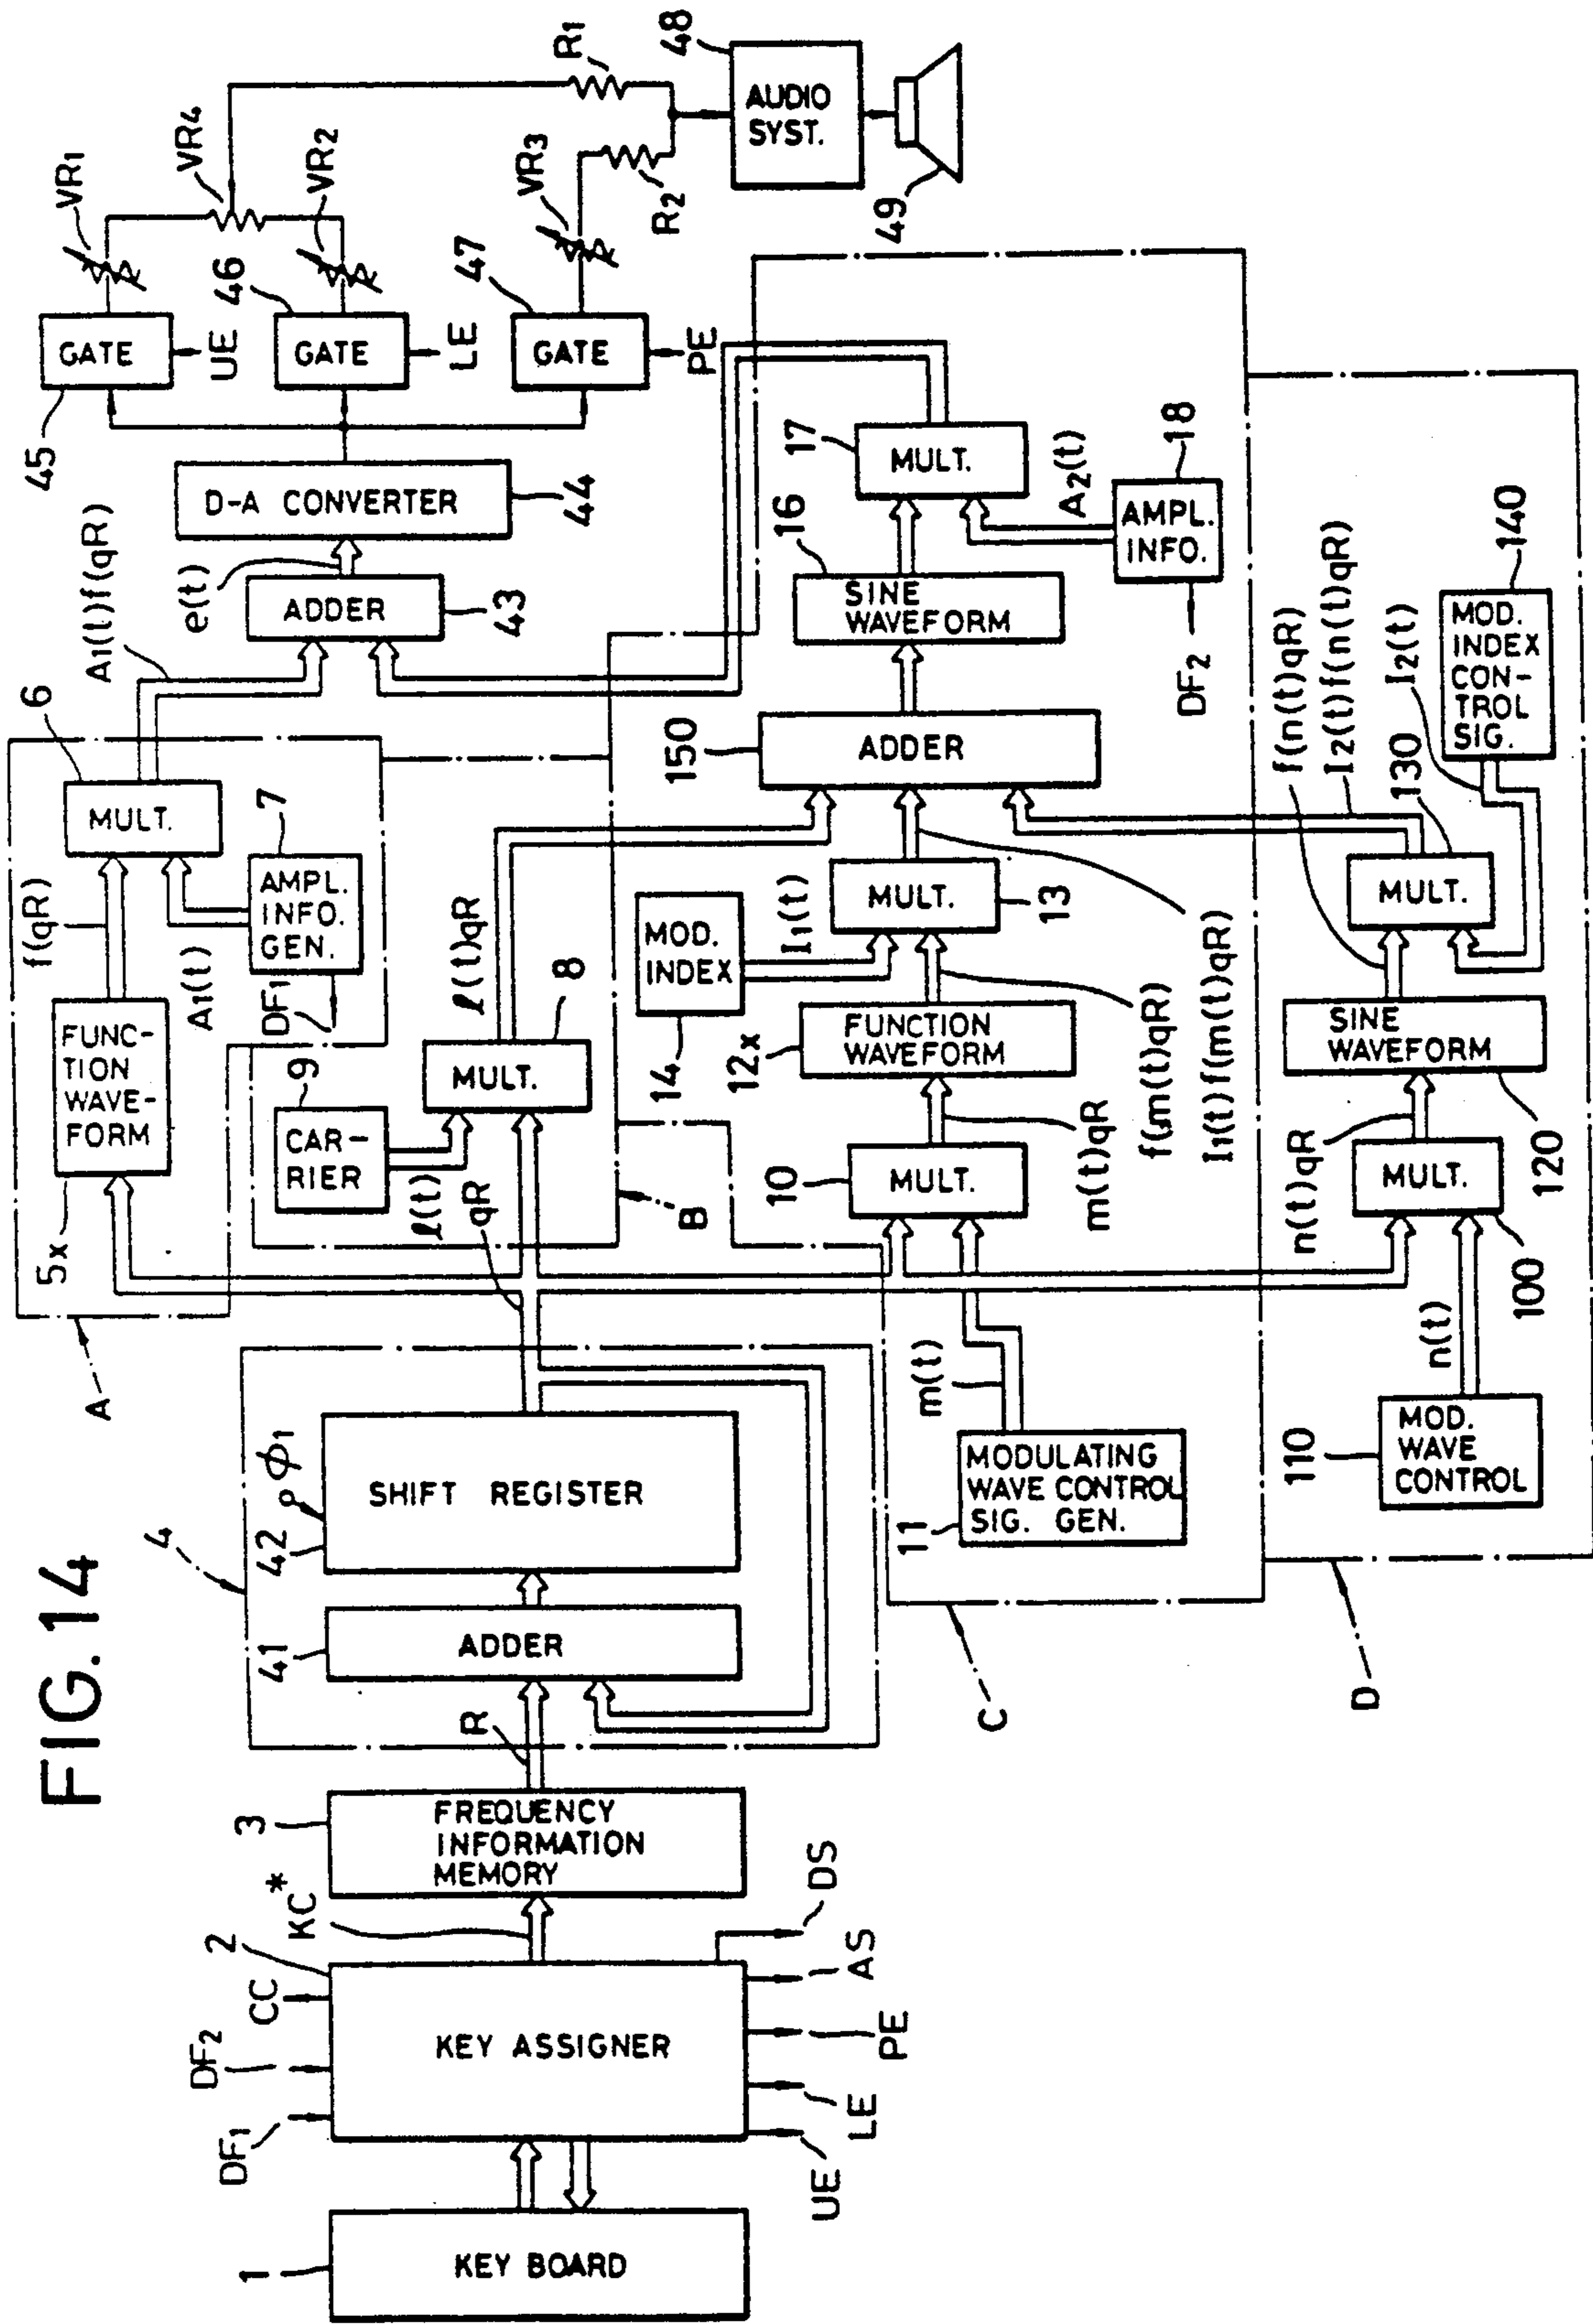 FIG.14
1
KEY BOARD
DF1
DF2
CC
2
KEY ASSIGNER
UE
LE
PE
AS
DS
KC*
3
FREQUENCY
INFORMATION
MEMORY
R
4
41
ADDER
42
φ1
SHIFT REGISTER
qR
A
5x
FUNC-
TION
WAVE-
FORM
f(qR)
6
MULT.
7
AMPL.
INFO.
GEN.
A1(t)
DF1
A1(t)f(qR)
B
9
CAR-
RIER
ℓ(t)
8
MULT.
ℓ(t)qR
C
11
MODULATING
WAVE CONTROL
SIG. GEN.
m(t)
10
MULT.
m(t)qR
12x
FUNCTION
WAVEFORM
f(m(t)qR)
14
MOD.
INDEX
I1(t)
MULT.
13
I1(t)f(m(t)qR)
150
ADDER
16
SINE
WAVEFORM
17
MULT.
A2(t)
18
AMPL.
INFO.
DF2
D
110
MOD.
WAVE
CONTROL
n(t)
100
MULT.
n(t)qR
120
SINE
WAVEFORM
f(n(t)qR)
130
MULT.
I2(t)f(n(t)qR)
I2(t)
140
MOD.
INDEX
CON-
TROL
SIG.
43
ADDER
e(t)
44
D-A CONVERTER
45
GATE
UE
46
GATE
LE
47
GATE
PE
VR1
VR4
VR2
VR3
R1
R2
48
AUDIO
SYST.
49